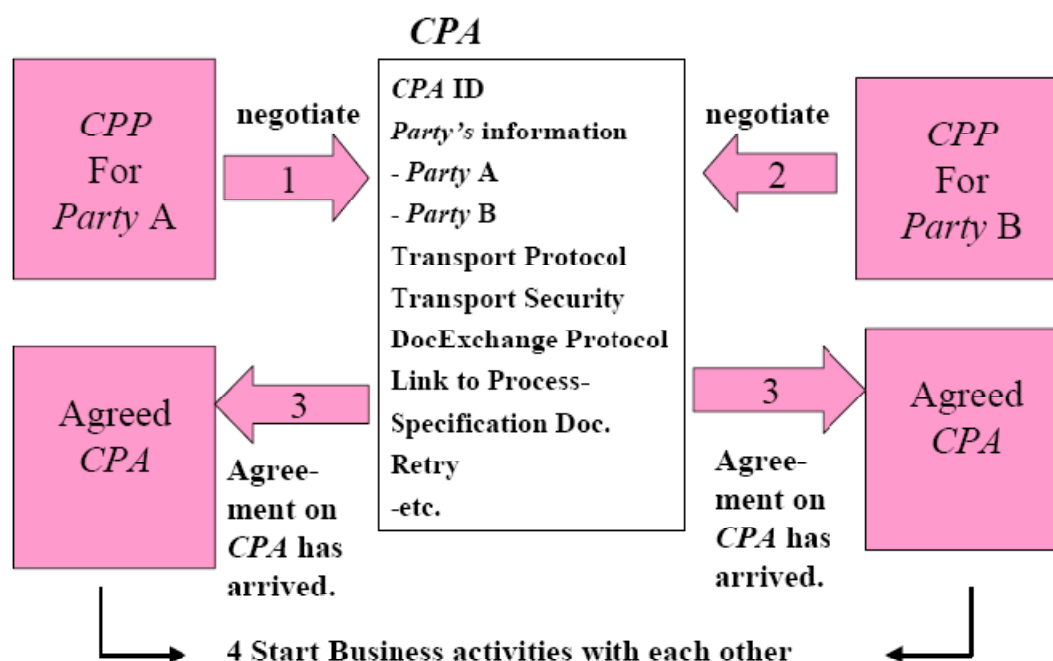 CPA
CPP
For
Party A
negotiate
1
CPA ID
Party's information
- Party A
- Party B
Transport Protocol
Transport Security
DocExchange Protocol
Link to Process-
Specification Doc.
Retry
-etc.
negotiate
2
CPP
For
Party B
Agreed
CPA
3
Agree-
ment on
CPA has
arrived.
3
Agree-
ment on
CPA has
arrived.
Agreed
CPA
4 Start Business activities with each other